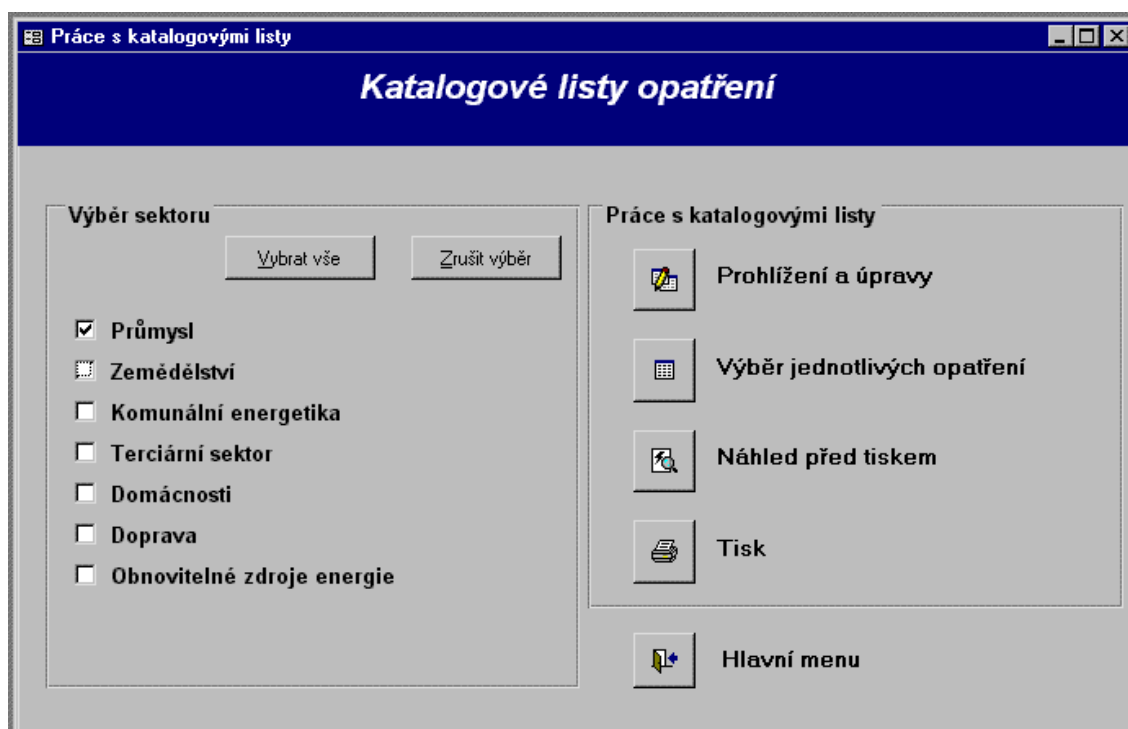 Práce s katalogovými listy
Katalogové listy opatření
Výběr sektoru
Vybrat vše
Zrušit výběr
Průmysl
Zemědělství
Komunální energetika
Terciární sektor
Domácnosti
Doprava
Obnovitelné zdroje energie
Práce s katalogovými listy
Prohlížení a úpravy
Výběr jednotlivých opatření
Náhled před tiskem
Tisk
Hlavní menu